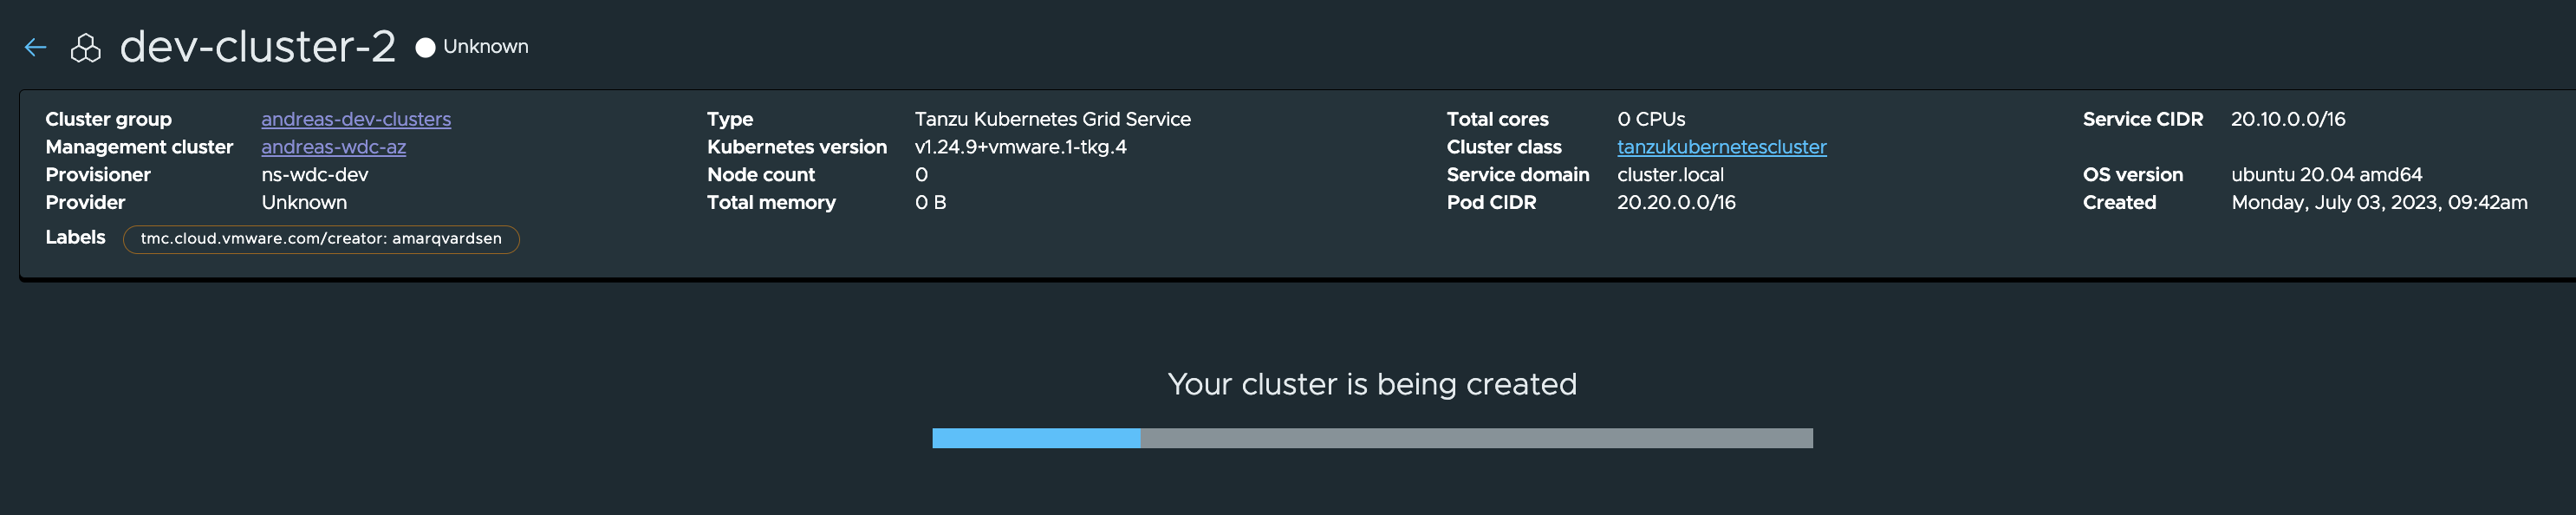 dev-cluster-2 Unknown
Cluster group andreas-dev-clusters
Management cluster andreas-wdc-az
Provisioner ns-wdc-dev
Provider Unknown
Labels tmc.cloud.vmware.com/creator: amarqvardsen
Type Tanzu Kubernetes Grid Service
Kubernetes version v1.24.9+vmware.1-tkg.4
Node count 0
Total memory 0 B
Total cores 0 CPUs
Cluster class tanzukubernetescluster
Service domain cluster.local
Pod CIDR 20.20.0.0/16
Service CIDR 20.10.0.0/16
OS version ubuntu 20.04 amd64
Created Monday, July 03, 2023, 09:42am
Your cluster is being created